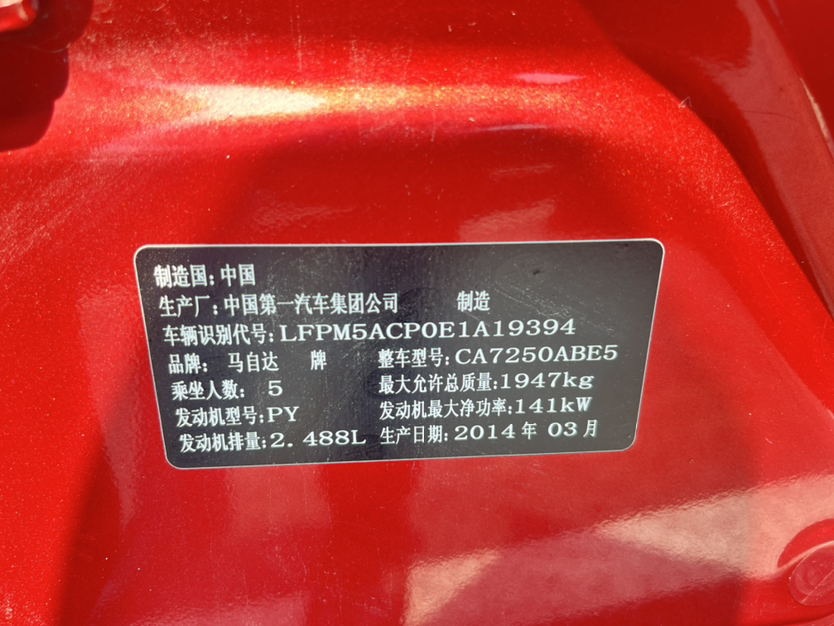 制造国：中国
生产厂：中国第一汽车集团公司 制造
车辆识别代号：LFPM5ACP0E1A19394
品牌： 马自达 牌 整车型号：CA7250ABE5
乘坐人数： 5 最大允许总质量：1947kg
发动机型号：PY 发动机最大净功率：141kW
发动机排量：2.488L 生产日期：2014年 03月